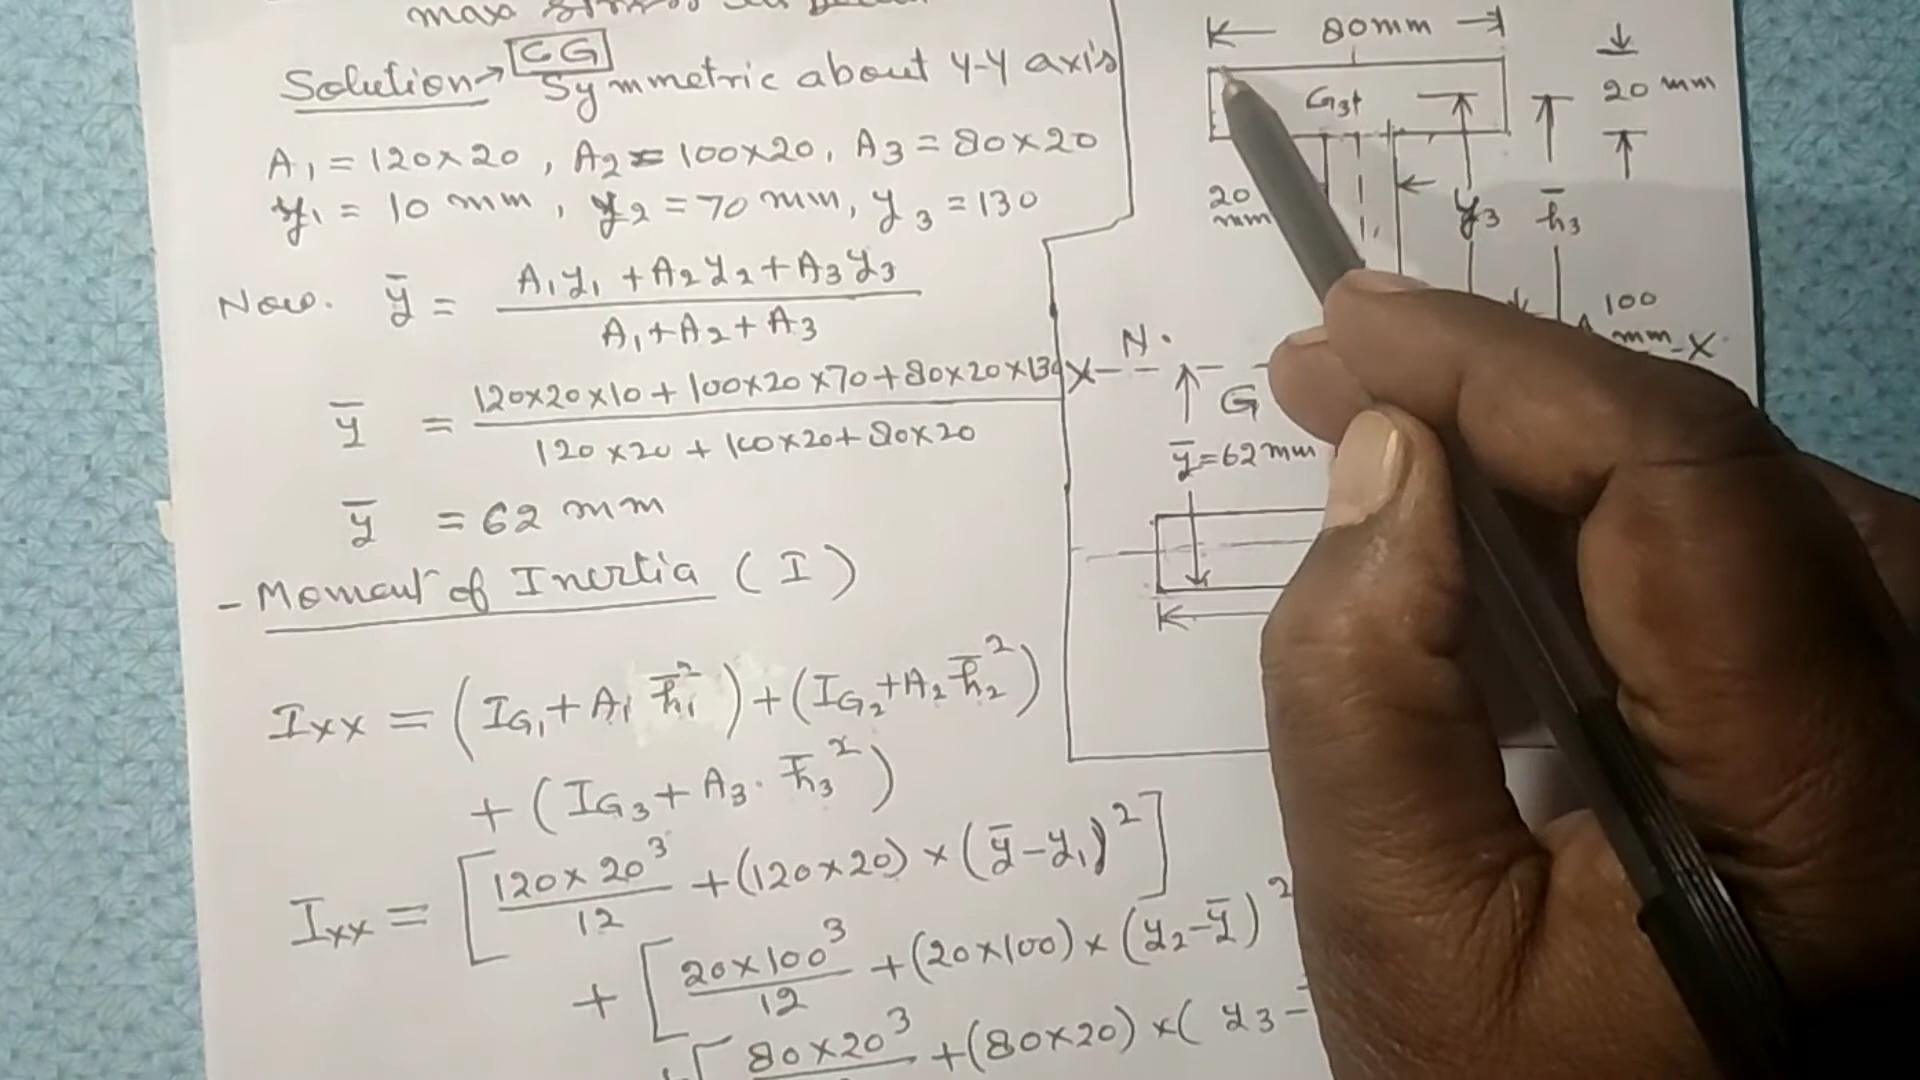 max
CG
Solution→ Symmetric about Y-Y axis
A₁ = 120×20 , A₂ = 100×20, A₃ = 80×20
y₁ = 10 mm , y₂ = 70 mm, y₃ = 130
Now. ȳ = A₁y₁ + A₂y₂ + A₃y₃
A₁ + A₂ + A₃
ȳ = 120×20×10 + 100×20×70 + 80×20×130
120×20 + 100×20 + 80×20
ȳ = 62 mm
- Moment of Inertia ( I )
Ixx = (IG₁ + A₁ h̄₁²) + (IG₂ + A₂ h̄₂²)
+ (IG₃ + A₃ . h̄₃²)
Ixx = [120×20³ + (120×20) × (ȳ-y₁)²]
12
+ [20×100³ + (20×100) × (y₂-ȳ)²
12
+ [80×20³ + (80×20) ×( y₃-
80mm
20 mm
G₃
20
mm
y₃
h̄₃
100
mm
N.
X
X
G
ȳ=62 mm